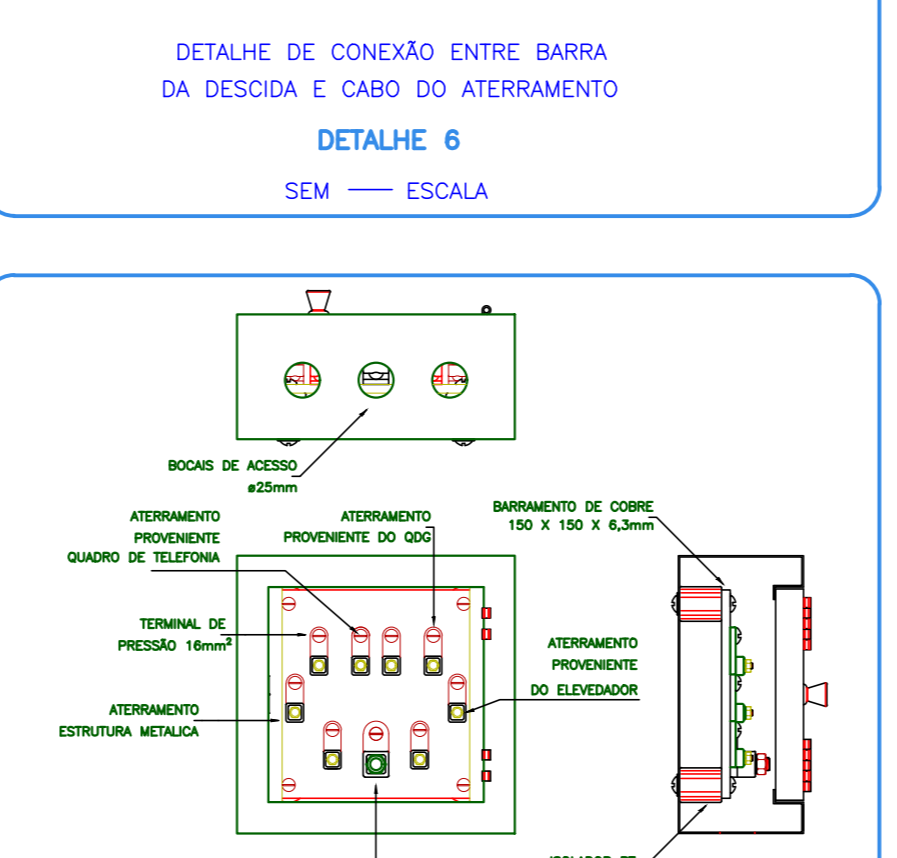 DETALHE DE CONEXÃO ENTRE BARRA
DA DESCIDA E CABO DO ATERRAMENTO
DETALHE 6
SEM — ESCALA
BOCAIS DE ACESSO
ø25mm
ATERRAMENTO
PROVENIENTE
QUADRO DE TELEFONIA
ATERRAMENTO
PROVENIENTE DO QDG
BARRAMENTO DE COBRE
150 X 150 X 6,3mm
TERMINAL DE
PRESSÃO 16mm²
ATERRAMENTO
PROVENIENTE
DO ELEVEDADOR
ATERRAMENTO
ESTRUTURA METALICA